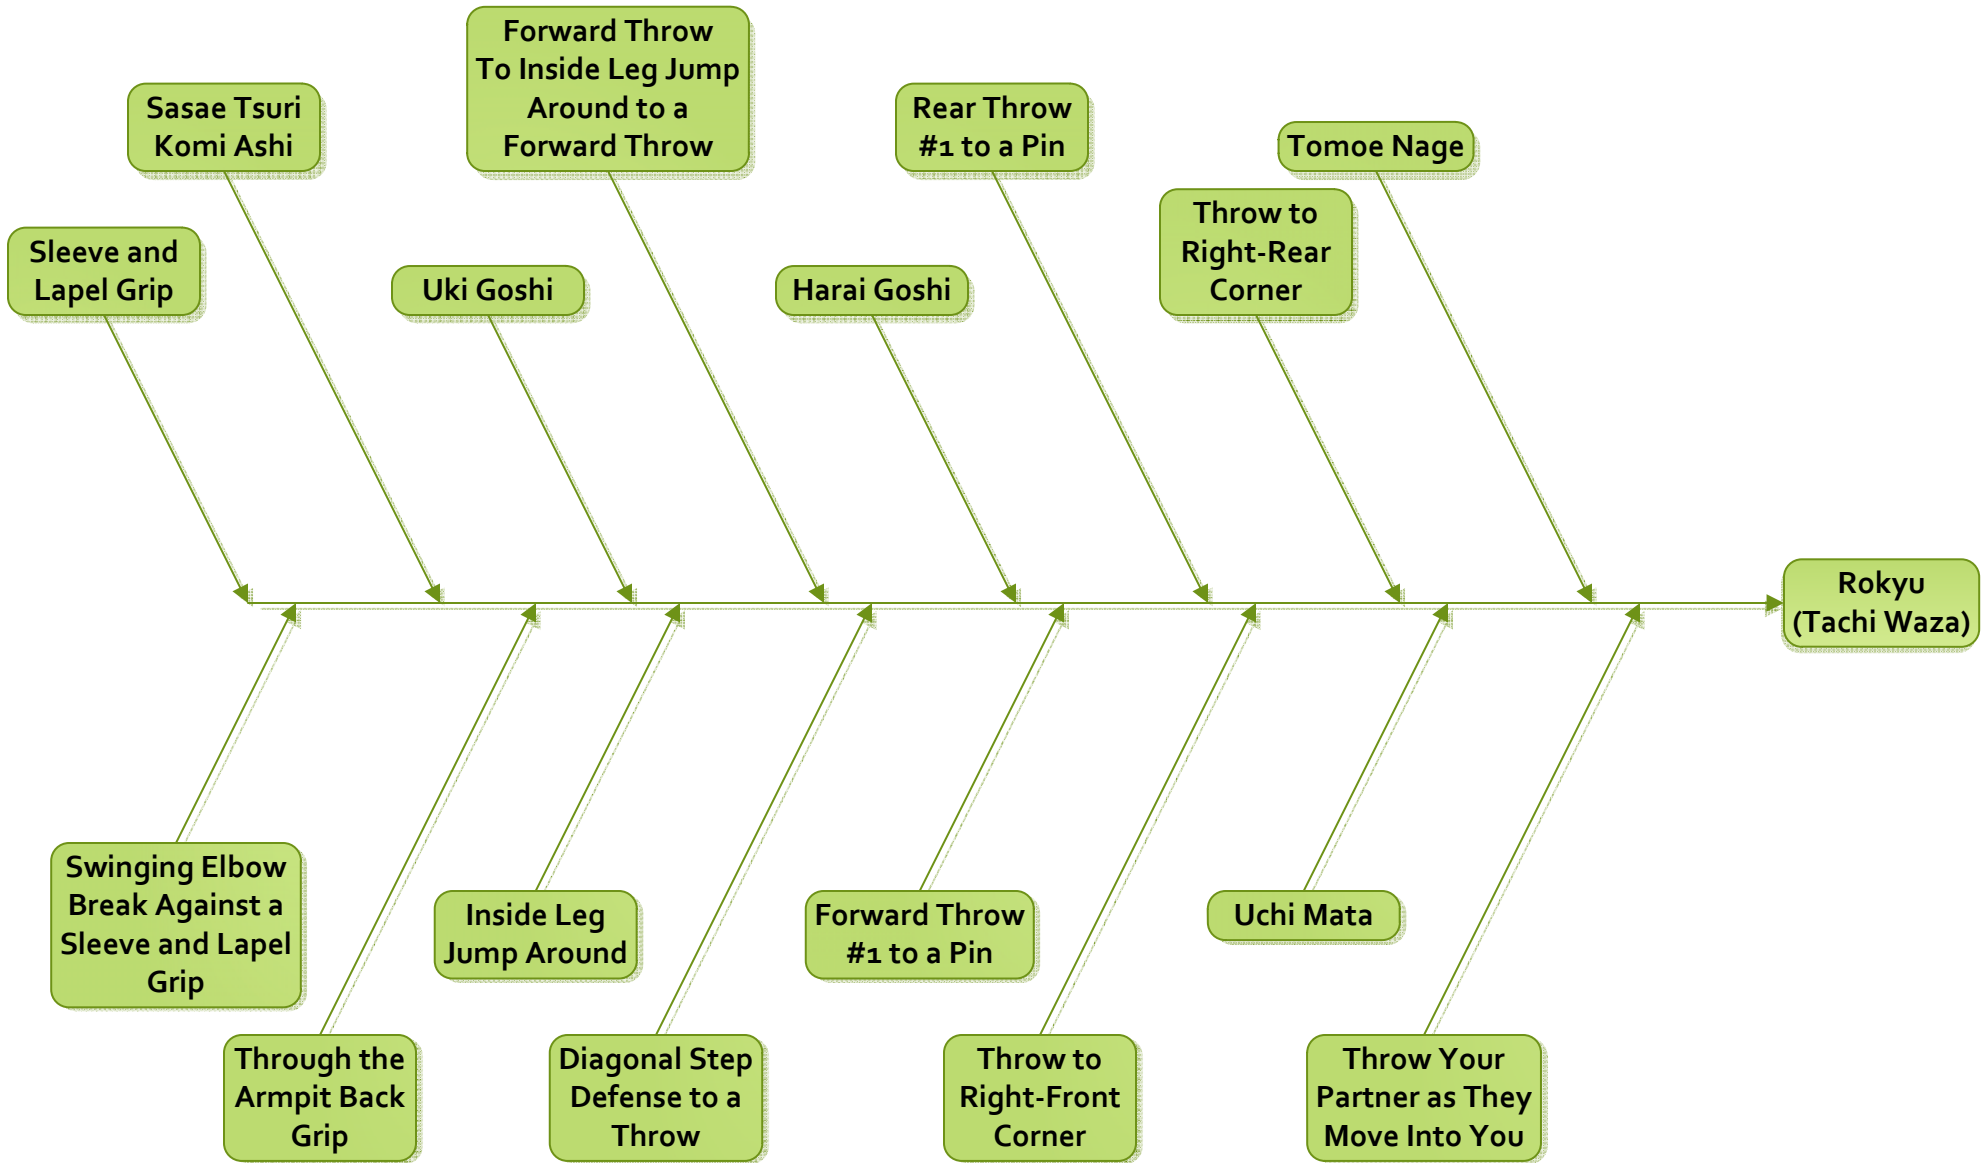 Forward Throw
To Inside Leg Jump
Around to a
Forward Throw
Sasae Tsuri
Komi Ashi
Rear Throw
#1 to a Pin
Tomoe Nage
Throw to
Right-Rear
Corner
Sleeve and
Lapel Grip
Uki Goshi
Harai Goshi
Rokyu
(Tachi Waza)
Swinging Elbow
Break Against a
Sleeve and Lapel
Grip
Inside Leg
Jump Around
Forward Throw
#1 to a Pin
Uchi Mata
Through the
Armpit Back
Grip
Diagonal Step
Defense to a
Throw
Throw to
Right-Front
Corner
Throw Your
Partner as They
Move Into You